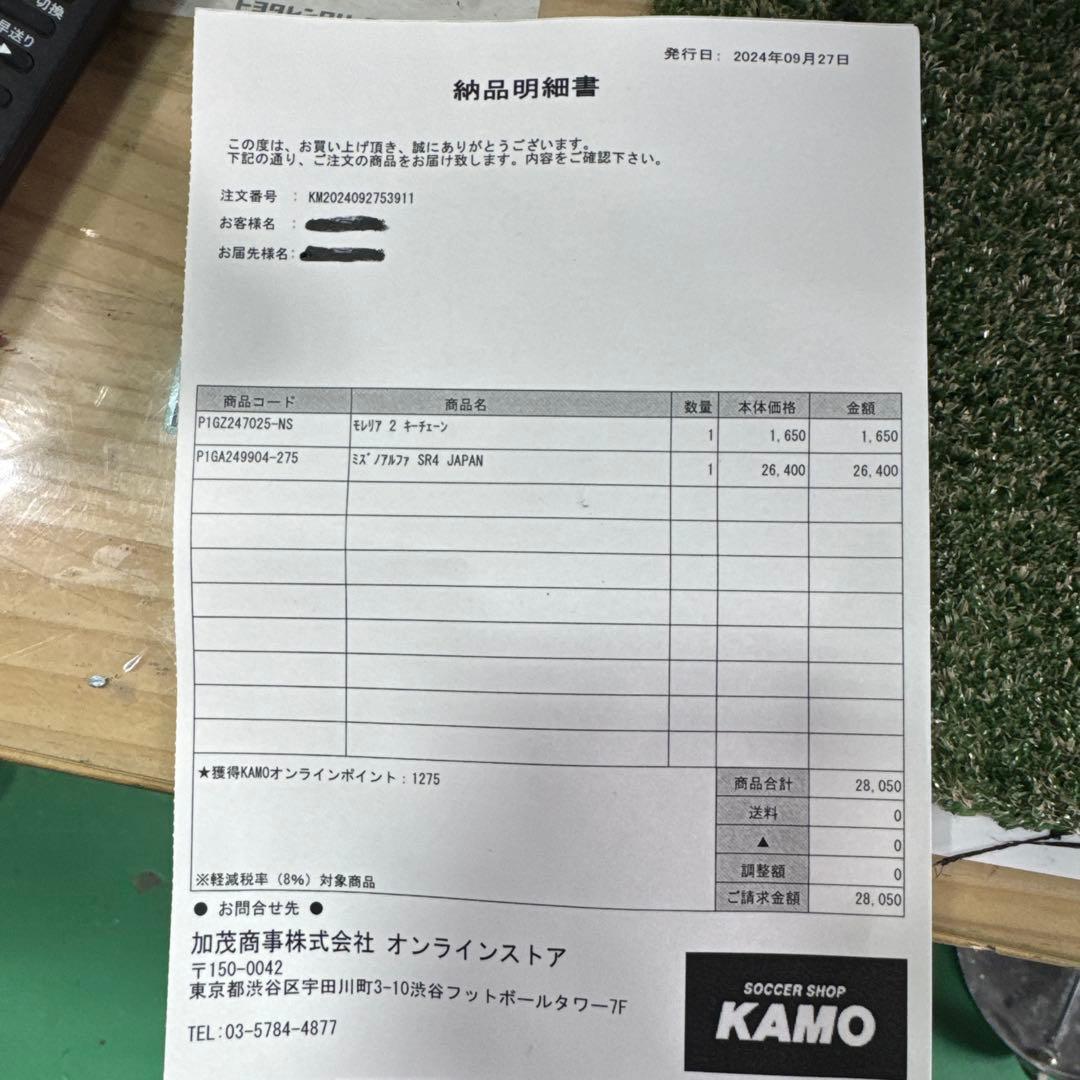 切換
早送り
発行日： 2024年09月27日
納品明細書
この度は、お買い上げ頂き、誠にありがとうございます。
下記の通り、ご注文の商品をお届け致します。内容をご確認下さい。
注文番号 ： KM2024092753911
お客様名 ：
お届先様名：
商品コード 商品名 数量 本体価格 金額
P1GZ247025-NS ﾓﾚﾘｱ 2 ｷｰﾁｪｰﾝ 1 1,650 1,650
P1GA249904-275 ﾐｽﾞﾉｱﾙﾌｧ SR4 JAPAN 1 26,400 26,400
★獲得KAMOオンラインポイント：1275
商品合計 28,050
送料 0
▲ 0
調整額 0
※軽減税率（8%）対象商品
ご請求金額 28,050
● お問合せ先 ●
加茂商事株式会社 オンラインストア
〒150-0042
東京都渋谷区宇田川町3-10渋谷フットボールタワー7F
TEL:03-5784-4877
SOCCER SHOP
KAMO